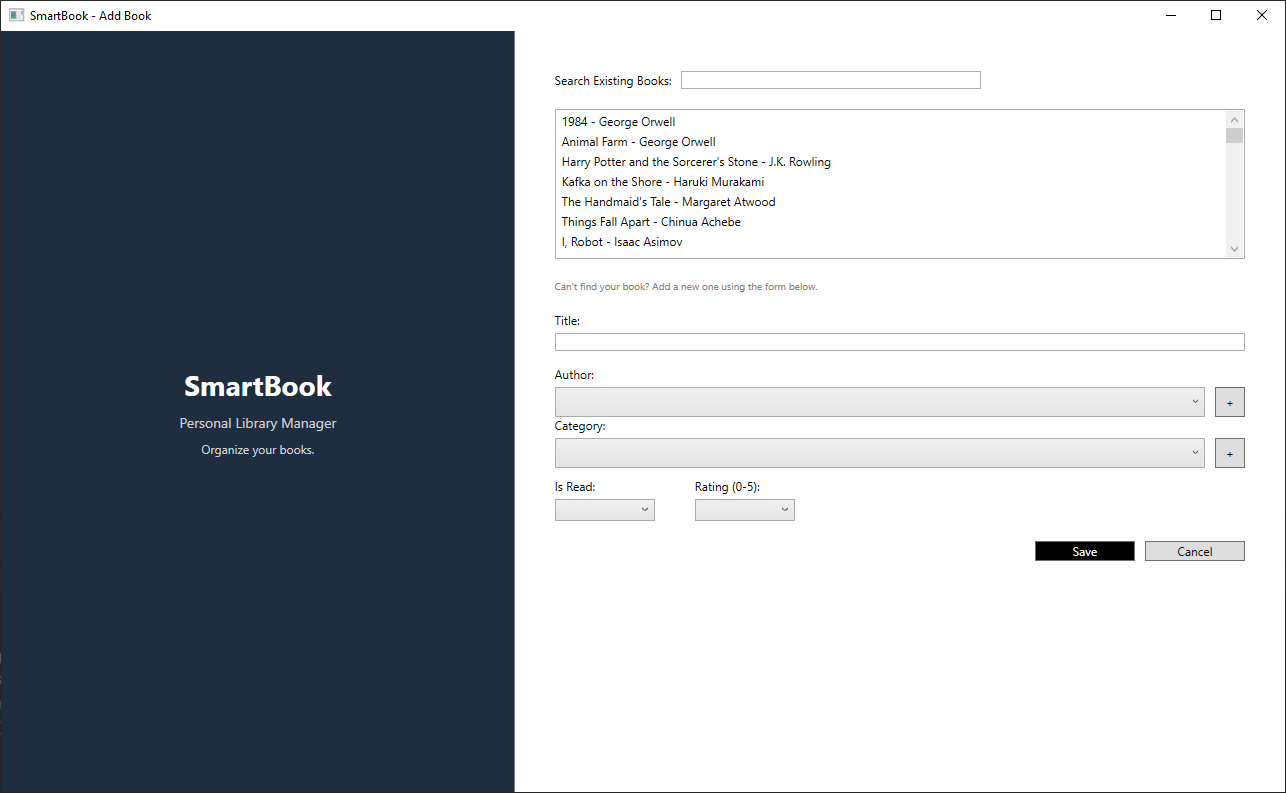 SmartBook - Add Book
SmartBook
Personal Library Manager
Organize your books.
Search Existing Books:
1984 - George Orwell
Animal Farm - George Orwell
Harry Potter and the Sorcerer's Stone - J.K. Rowling
Kafka on the Shore - Haruki Murakami
The Handmaid's Tale - Margaret Atwood
Things Fall Apart - Chinua Achebe
I, Robot - Isaac Asimov
Can't find your book? Add a new one using the form below.
Title:
Author:
+
Category:
+
Is Read: Rating (0-5):
Save Cancel